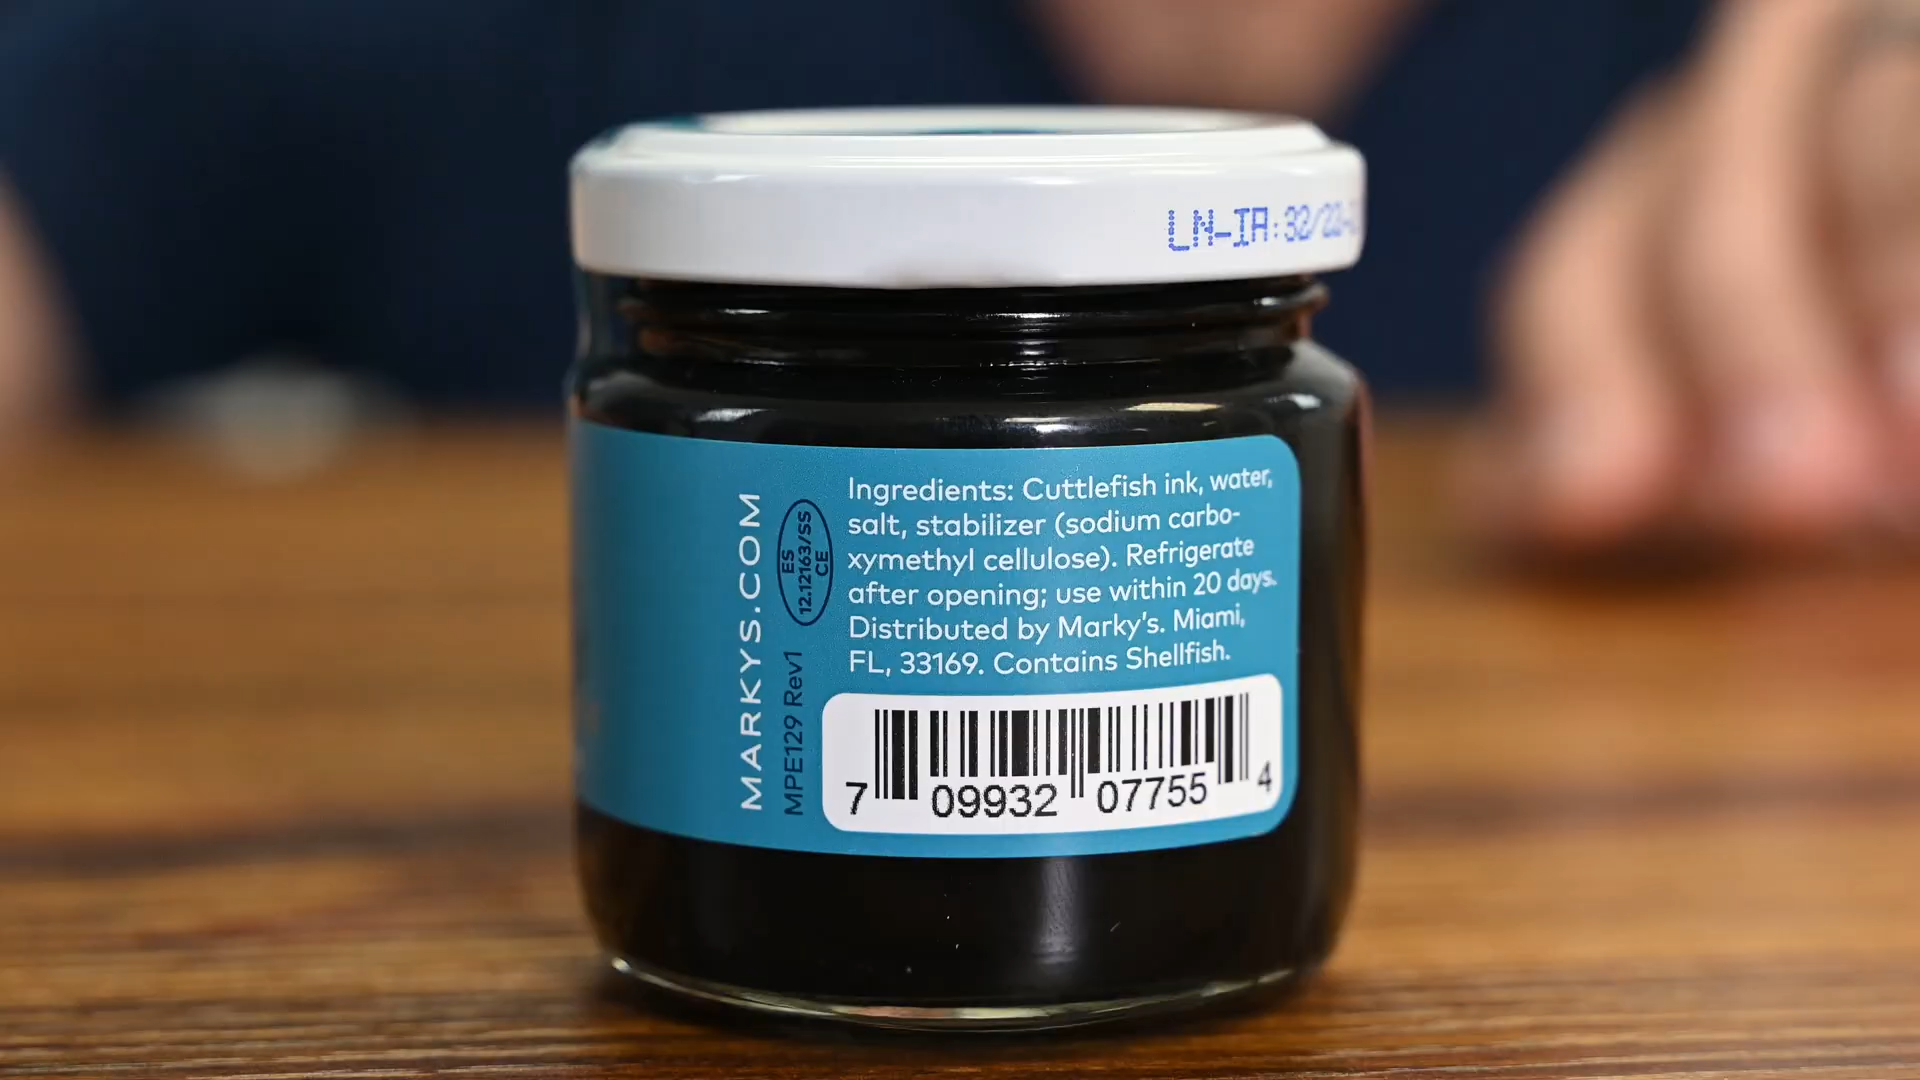 LN-IA:32/22-
Ingredients: Cuttlefish ink, water,
salt, stabilizer (sodium carbo-
xymethyl cellulose). Refrigerate
after opening; use within 20 days.
Distributed by Marky's. Miami,
FL, 33169. Contains Shellfish.
MARKYS.COM
ES
12.12163/SS
CE
MPE129 Rev1
7 09932 07755 4